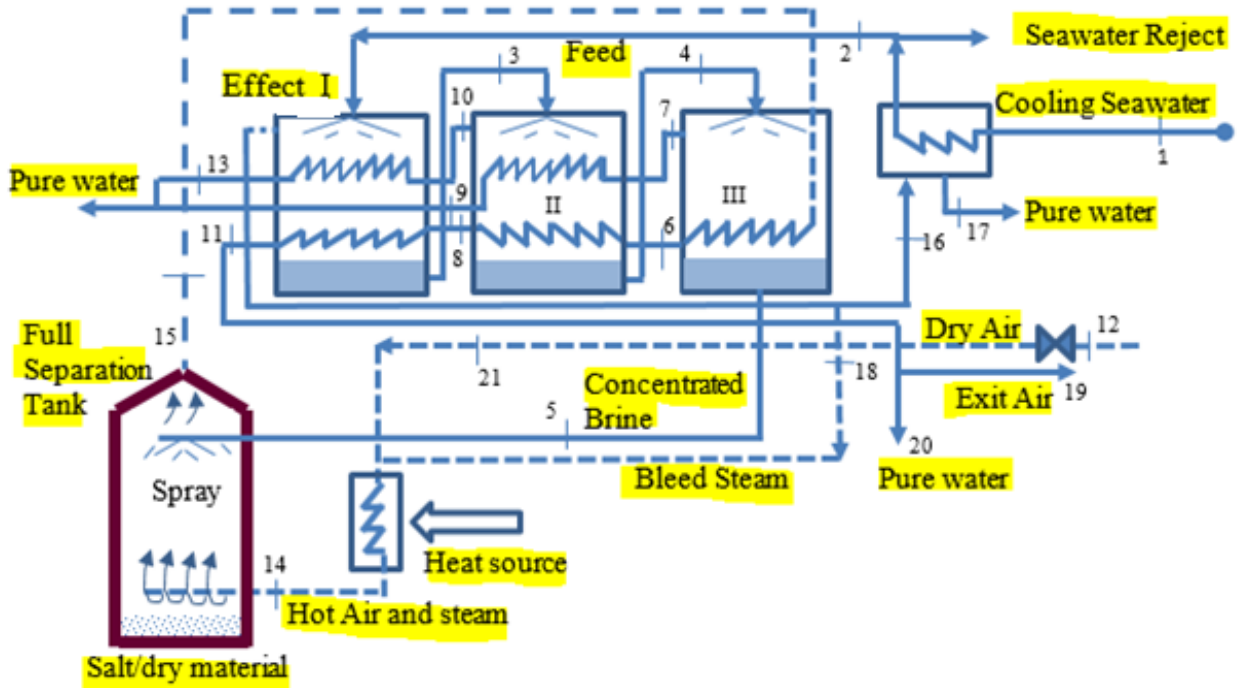 2
Seawater Reject
3
Feed
4
Effect I
10
7
Cooling Seawater
1
13
Pure water
9
II
III
Pure water
11
8
6
16
17
Full
Separation
Tank
15
Dry Air
12
21
18
Concentrated
Brine
Exit Air
19
5
20
Pure water
Bleed Steam
Spray
14
Heat source
Hot Air and steam
Salt/dry material